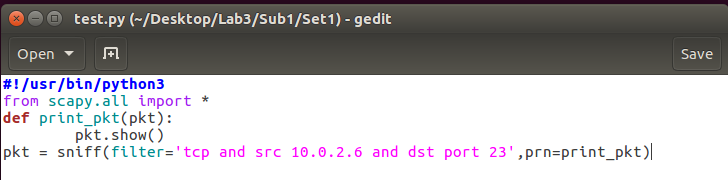 test.py (~/Desktop/Lab3/Sub1/Set1) - gedit
Open Save
#!/usr/bin/python3
from scapy.all import *
def print_pkt(pkt):
        pkt.show()
pkt = sniff(filter='tcp and src 10.0.2.6 and dst port 23',prn=print_pkt)